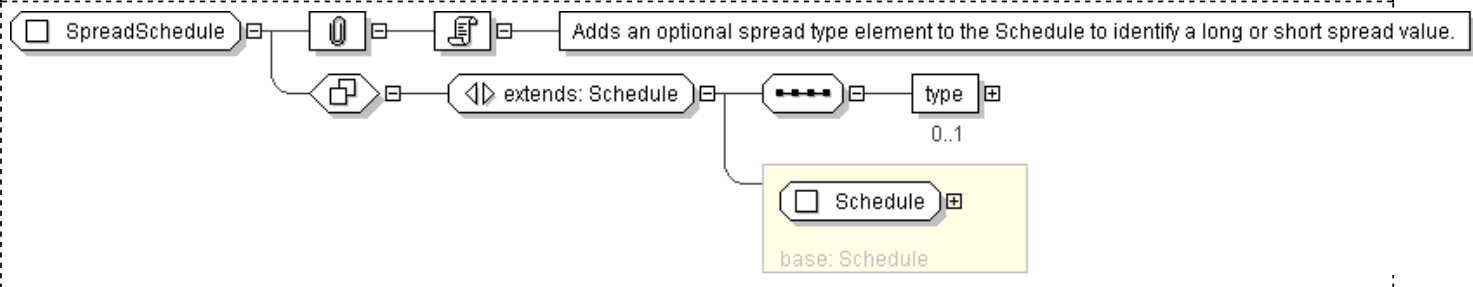 SpreadSchedule
Adds an optional spread type element to the Schedule to identify a long or short spread value.
extends: Schedule
type
0..1
Schedule
base: Schedule